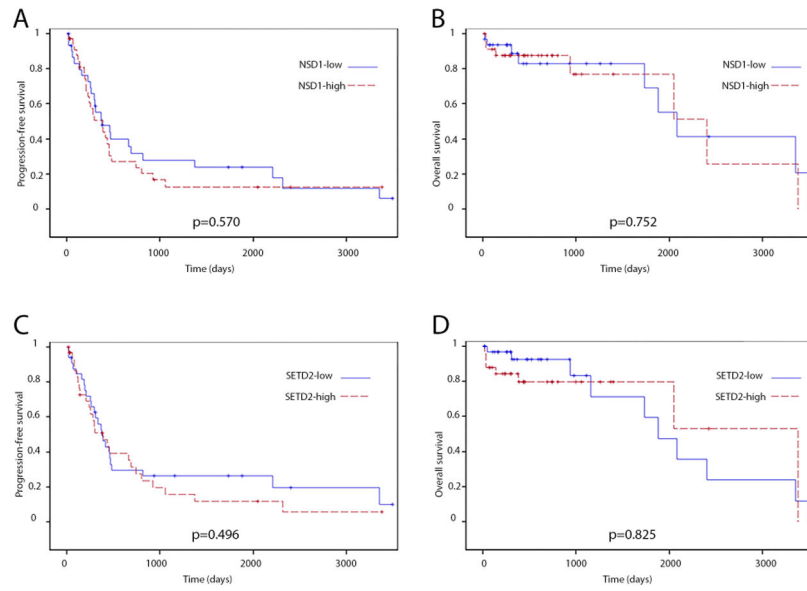 A
1
0.8
0.6
0.4
0.2
0
Progression-free survival
NSD1-low
NSD1-high
p=0.570
0 1000 2000 3000
Time (days)
B
1
0.8
0.6
0.4
0.2
0
Overall survival
NSD1-low
NSD1-high
p=0.752
0 1000 2000 3000
Time (days)
C
1
0.8
0.6
0.4
0.2
0
Progression-free survival
SETD2-low
SETD2-high
p=0.496
0 1000 2000 3000
Time (days)
D
1
0.8
0.6
0.4
0.2
0
Overall survival
SETD2-low
SETD2-high
p=0.825
0 1000 2000 3000
Time (days)